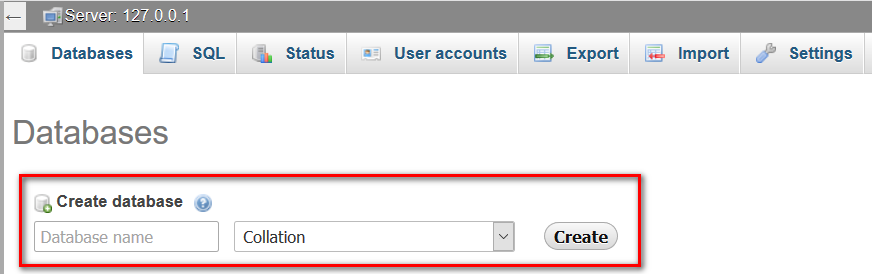 Server: 127.0.0.1
Databases SQL Status User accounts Export Import Settings
Databases
Create database
Database name Collation Create